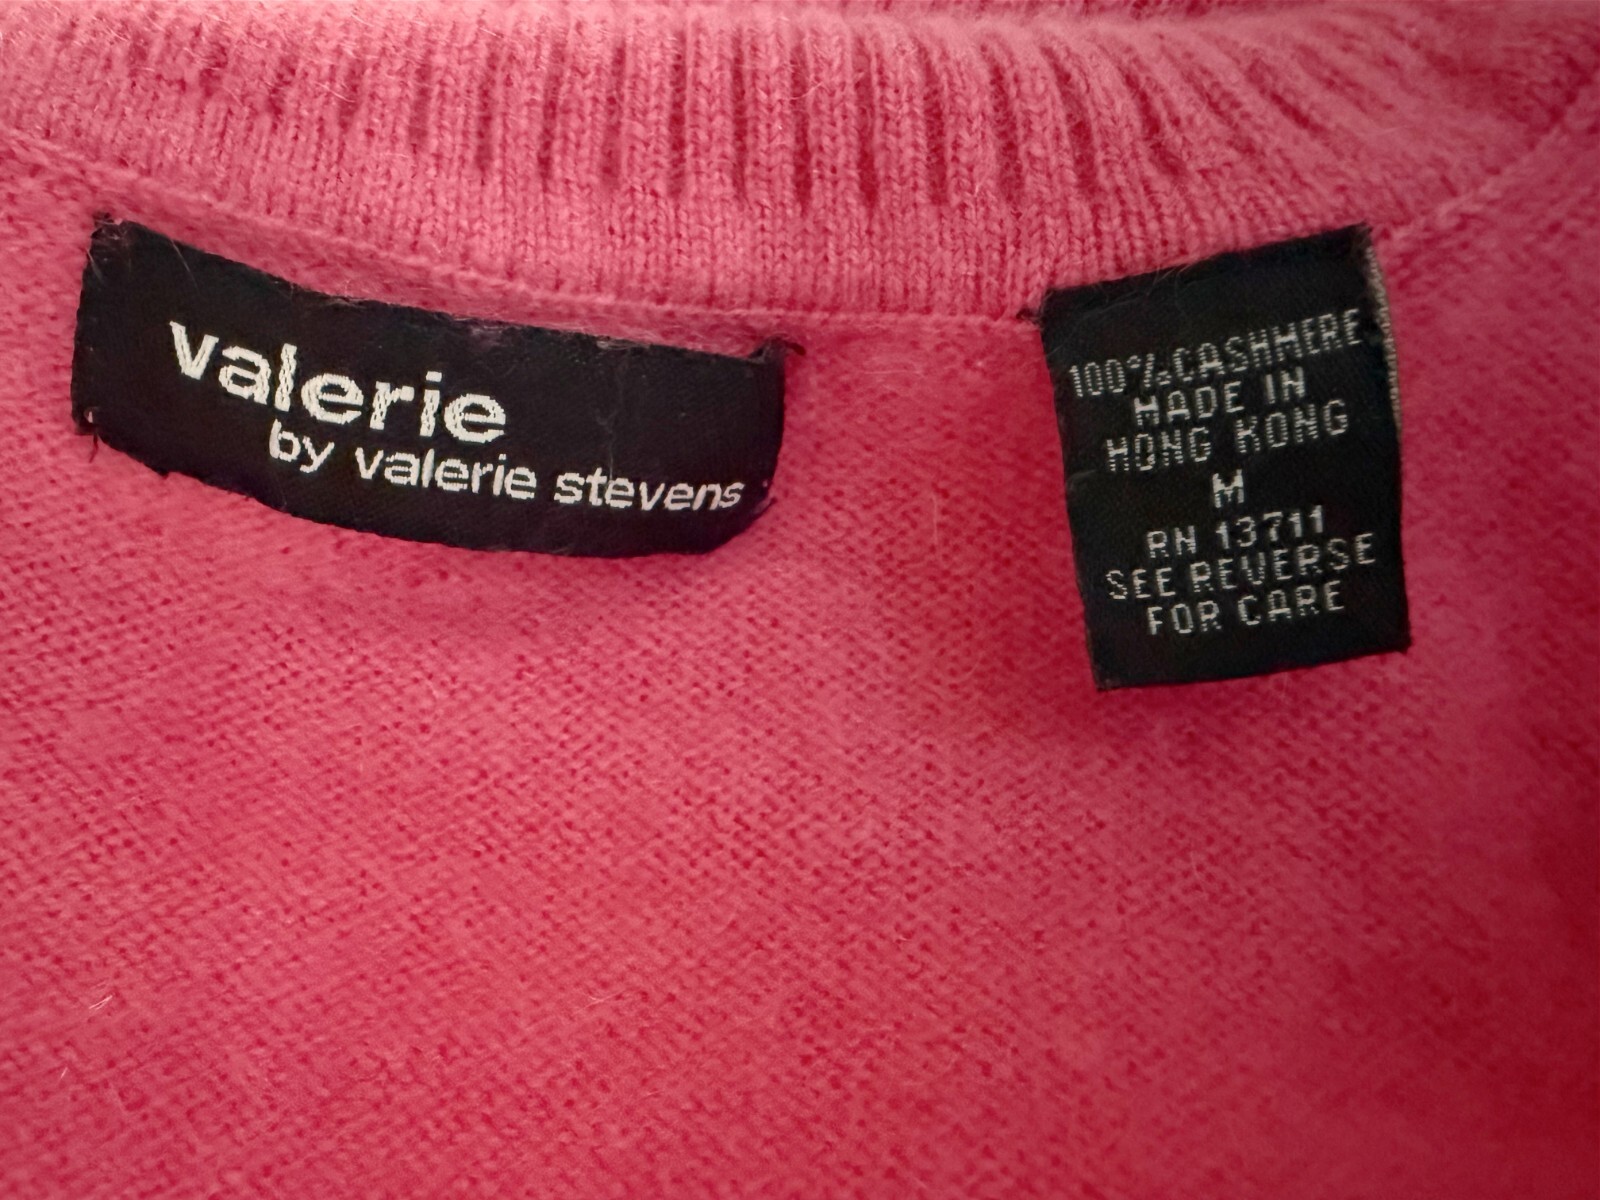 valerie
by valerie stevens
100% CASHMERE
MADE IN
HONG KONG
M
RN 13711
SEE REVERSE
FOR CARE